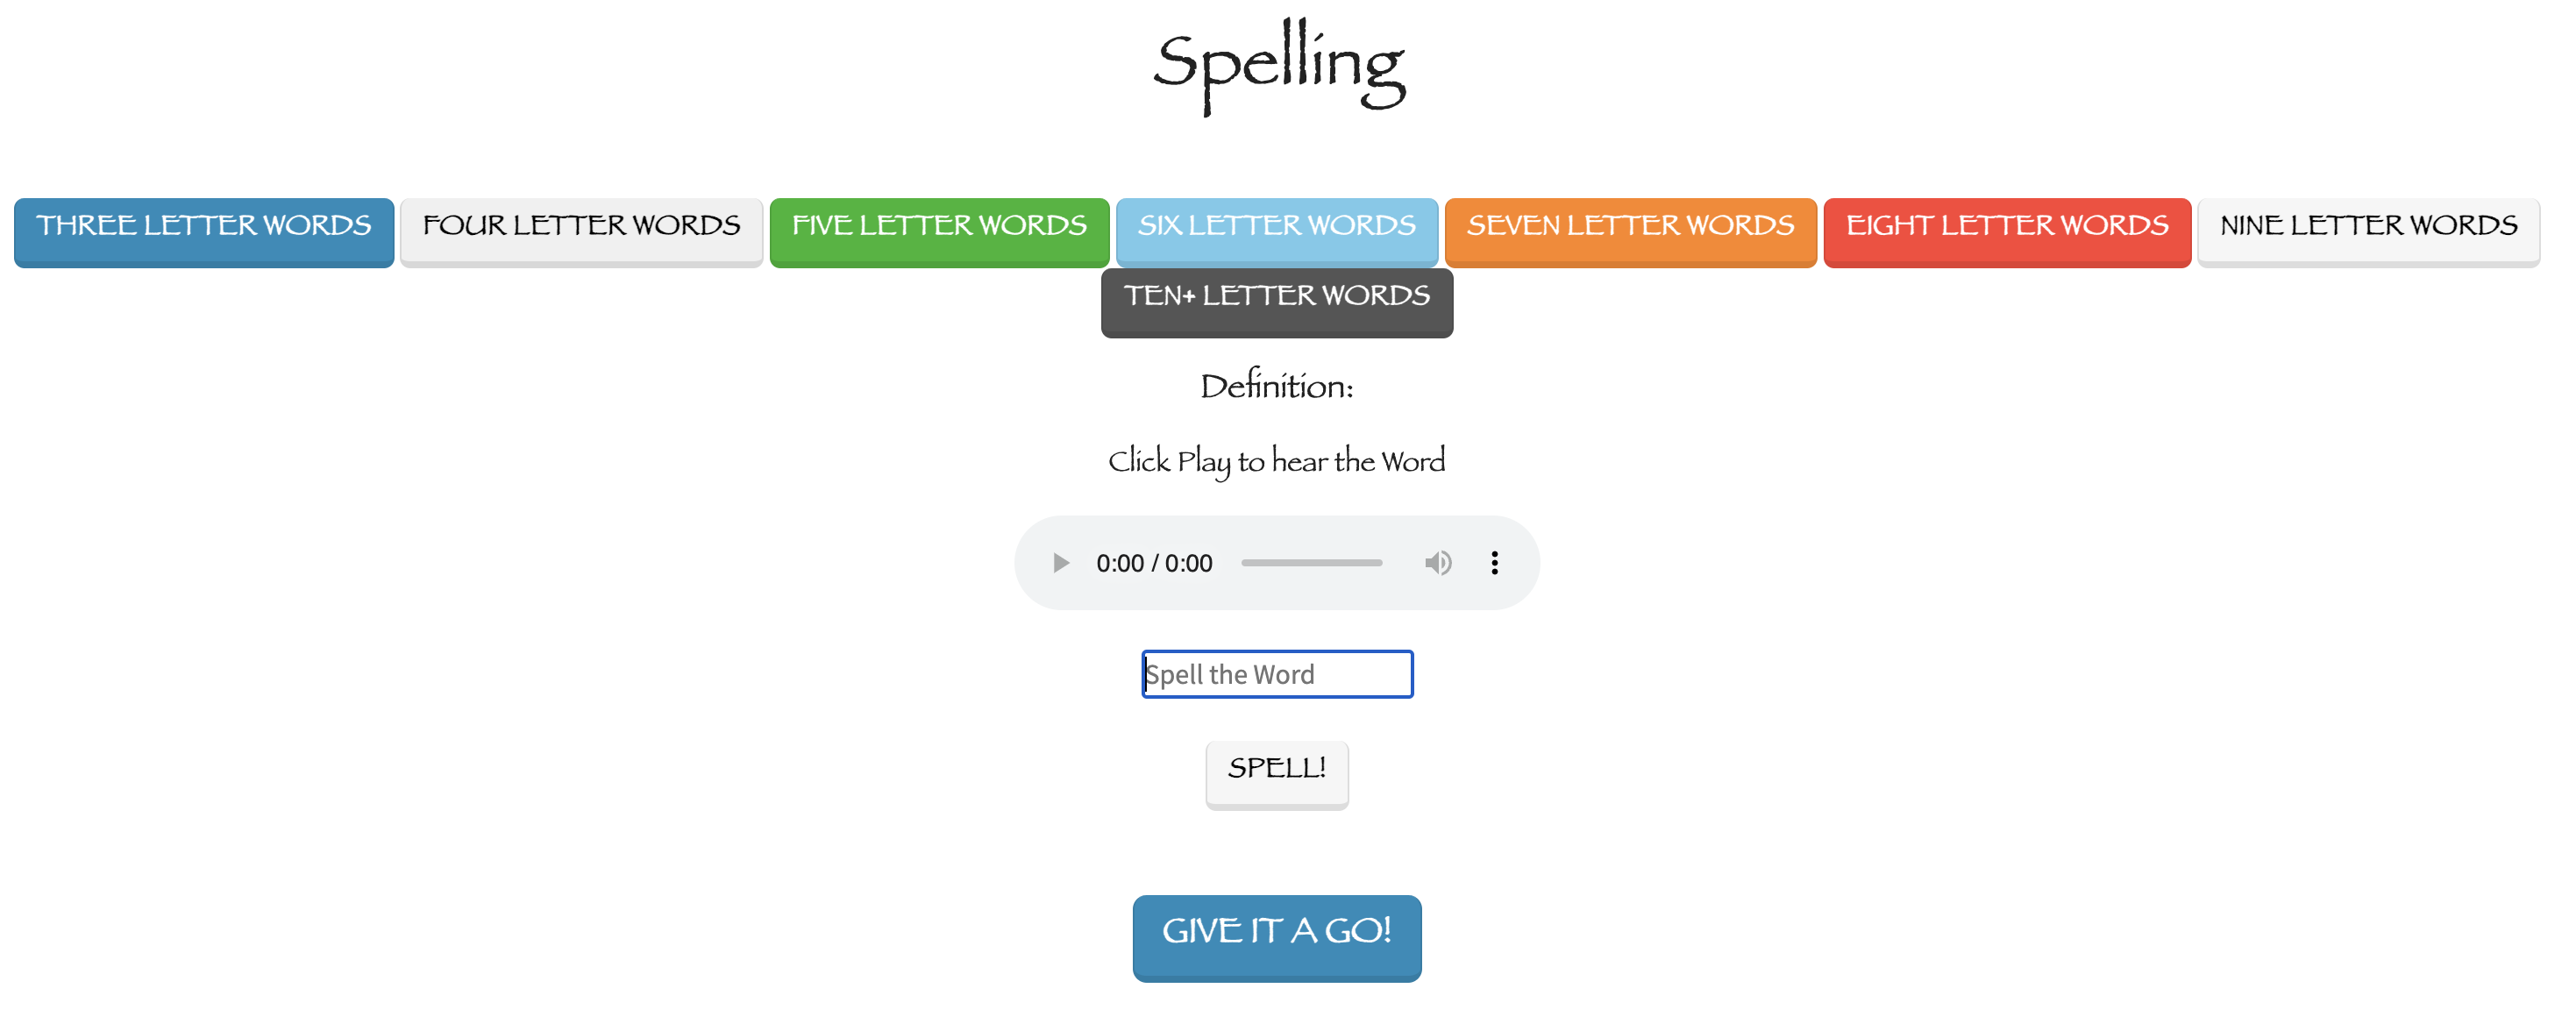 Spelling
THREE LETTER WORDS FOUR LETTER WORDS FIVE LETTER WORDS SIX LETTER WORDS SEVEN LETTER WORDS EIGHT LETTER WORDS NINE LETTER WORDS
TEN+ LETTER WORDS
Definition:
Click Play to hear the Word
0:00 / 0:00
Spell the Word
SPELL!
GIVE IT A GO!